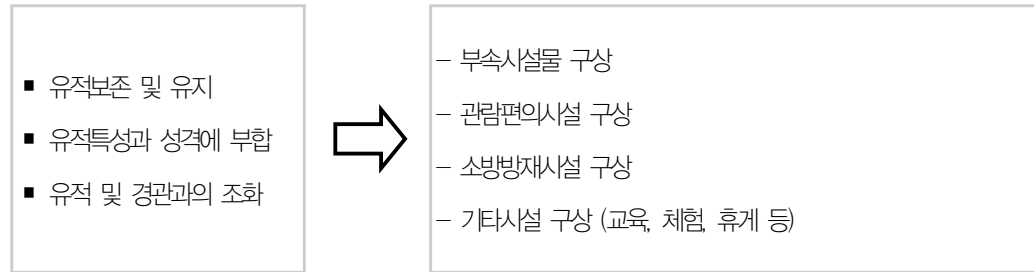 ▪ 유적보존 및 유지
▪ 유적특성과 성격에 부합
▪ 유적 및 경관과의 조화
– 부속시설물 구상
– 관람편의시설 구상
– 소방방재시설 구상
– 기타시설 구상 (교육, 체험, 휴게 등)